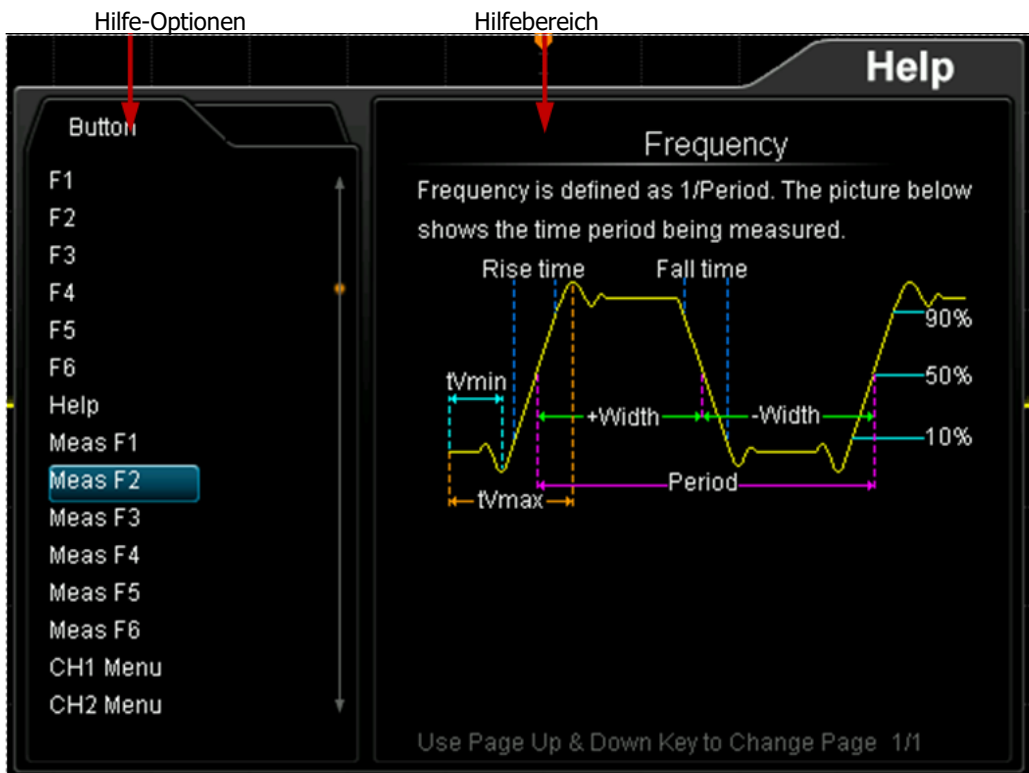 Hilfe-Optionen
Hilfebereich
Help
Button
F1
F2
F3
F4
F5
F6
Help
Meas F1
Meas F2
Meas F3
Meas F4
Meas F5
Meas F6
CH1 Menu
CH2 Menu
Frequency
Frequency is defined as 1/Period. The picture below
shows the time period being measured.
Rise time
Fall time
90%
tVmin
50%
+Width
-Width
10%
Period
tVmax
Use Page Up & Down Key to Change Page 1/1